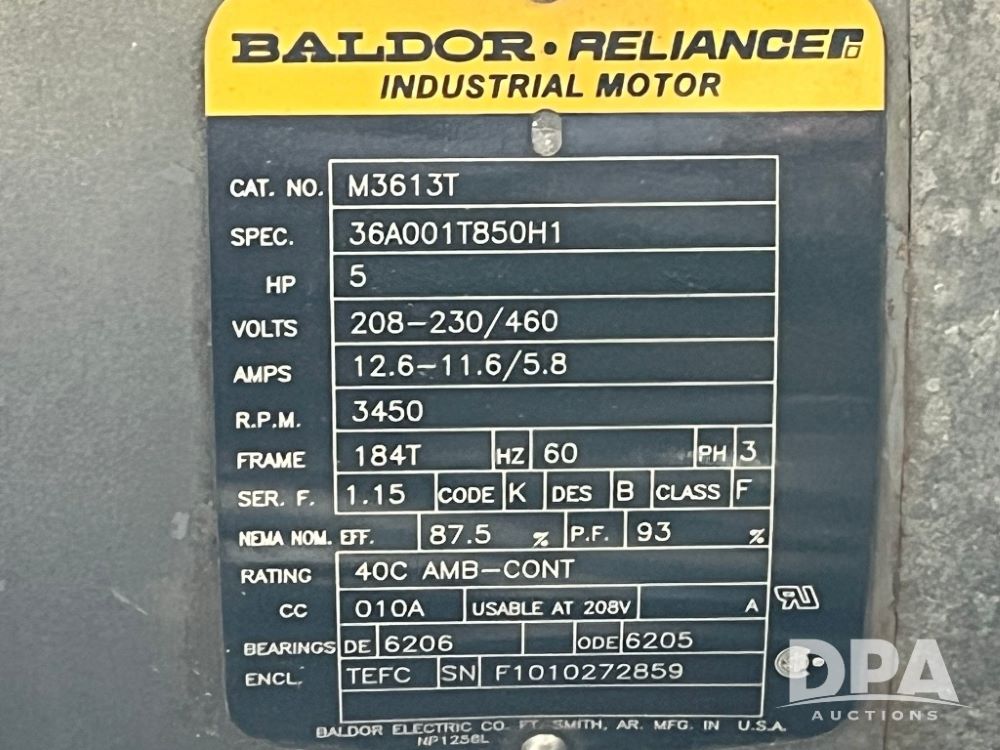 BALDOR • RELIANCER
INDUSTRIAL MOTOR
CAT. NO. M3613T
SPEC. 36A001T850H1
HP 5
VOLTS 208-230/460
AMPS 12.6-11.6/5.8
R.P.M. 3450
FRAME 184T HZ 60 PH 3
SER. F. 1.15 CODE K DES B CLASS F
NEMA NOM. EFF. 87.5 % P.F. 93 %
RATING 40C AMB-CONT
CC 010A USABLE AT 208V A
BEARINGS DE 6206 ODE 6205
ENCL. TEFC SN F1010272859
BALDOR ELECTRIC CO. FT. SMITH, AR. MFG. IN U.S.A.
NP1256L
DPA
AUCTIONS